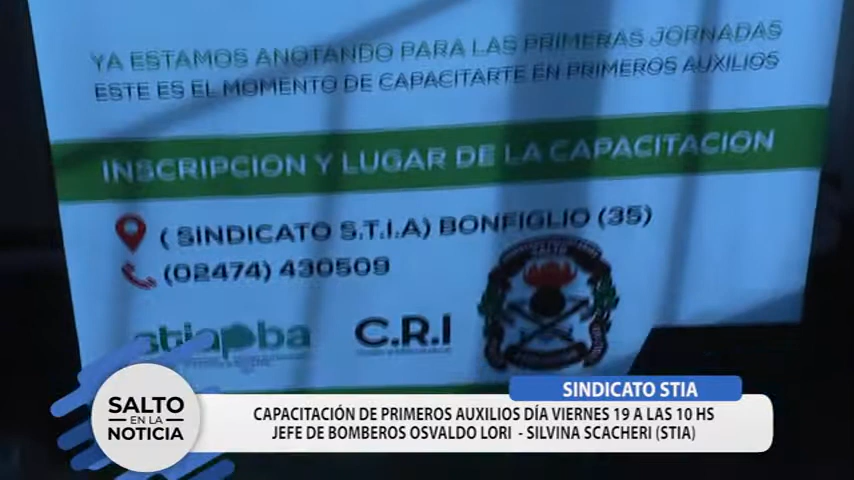 YA ESTAMOS ANOTANDO PARA LAS PRIMERAS JORNADAS
ESTE ES EL MOMENTO DE CAPACITARTE EN PRIMEROS AUXILIOS
INSCRIPCION Y LUGAR DE LA CAPACITACION
( SINDICATO S.T.I.A) BONFIGLIO (35)
(02474) 430509
stiapba
C.R.I
SALTO
SINDICATO STIA
SALTO
EN LA
NOTICIA
CAPACITACIÓN DE PRIMEROS AUXILIOS DÍA VIERNES 19 A LAS 10 HS
JEFE DE BOMBEROS OSVALDO LORI - SILVINA SCACHERI (STIA)